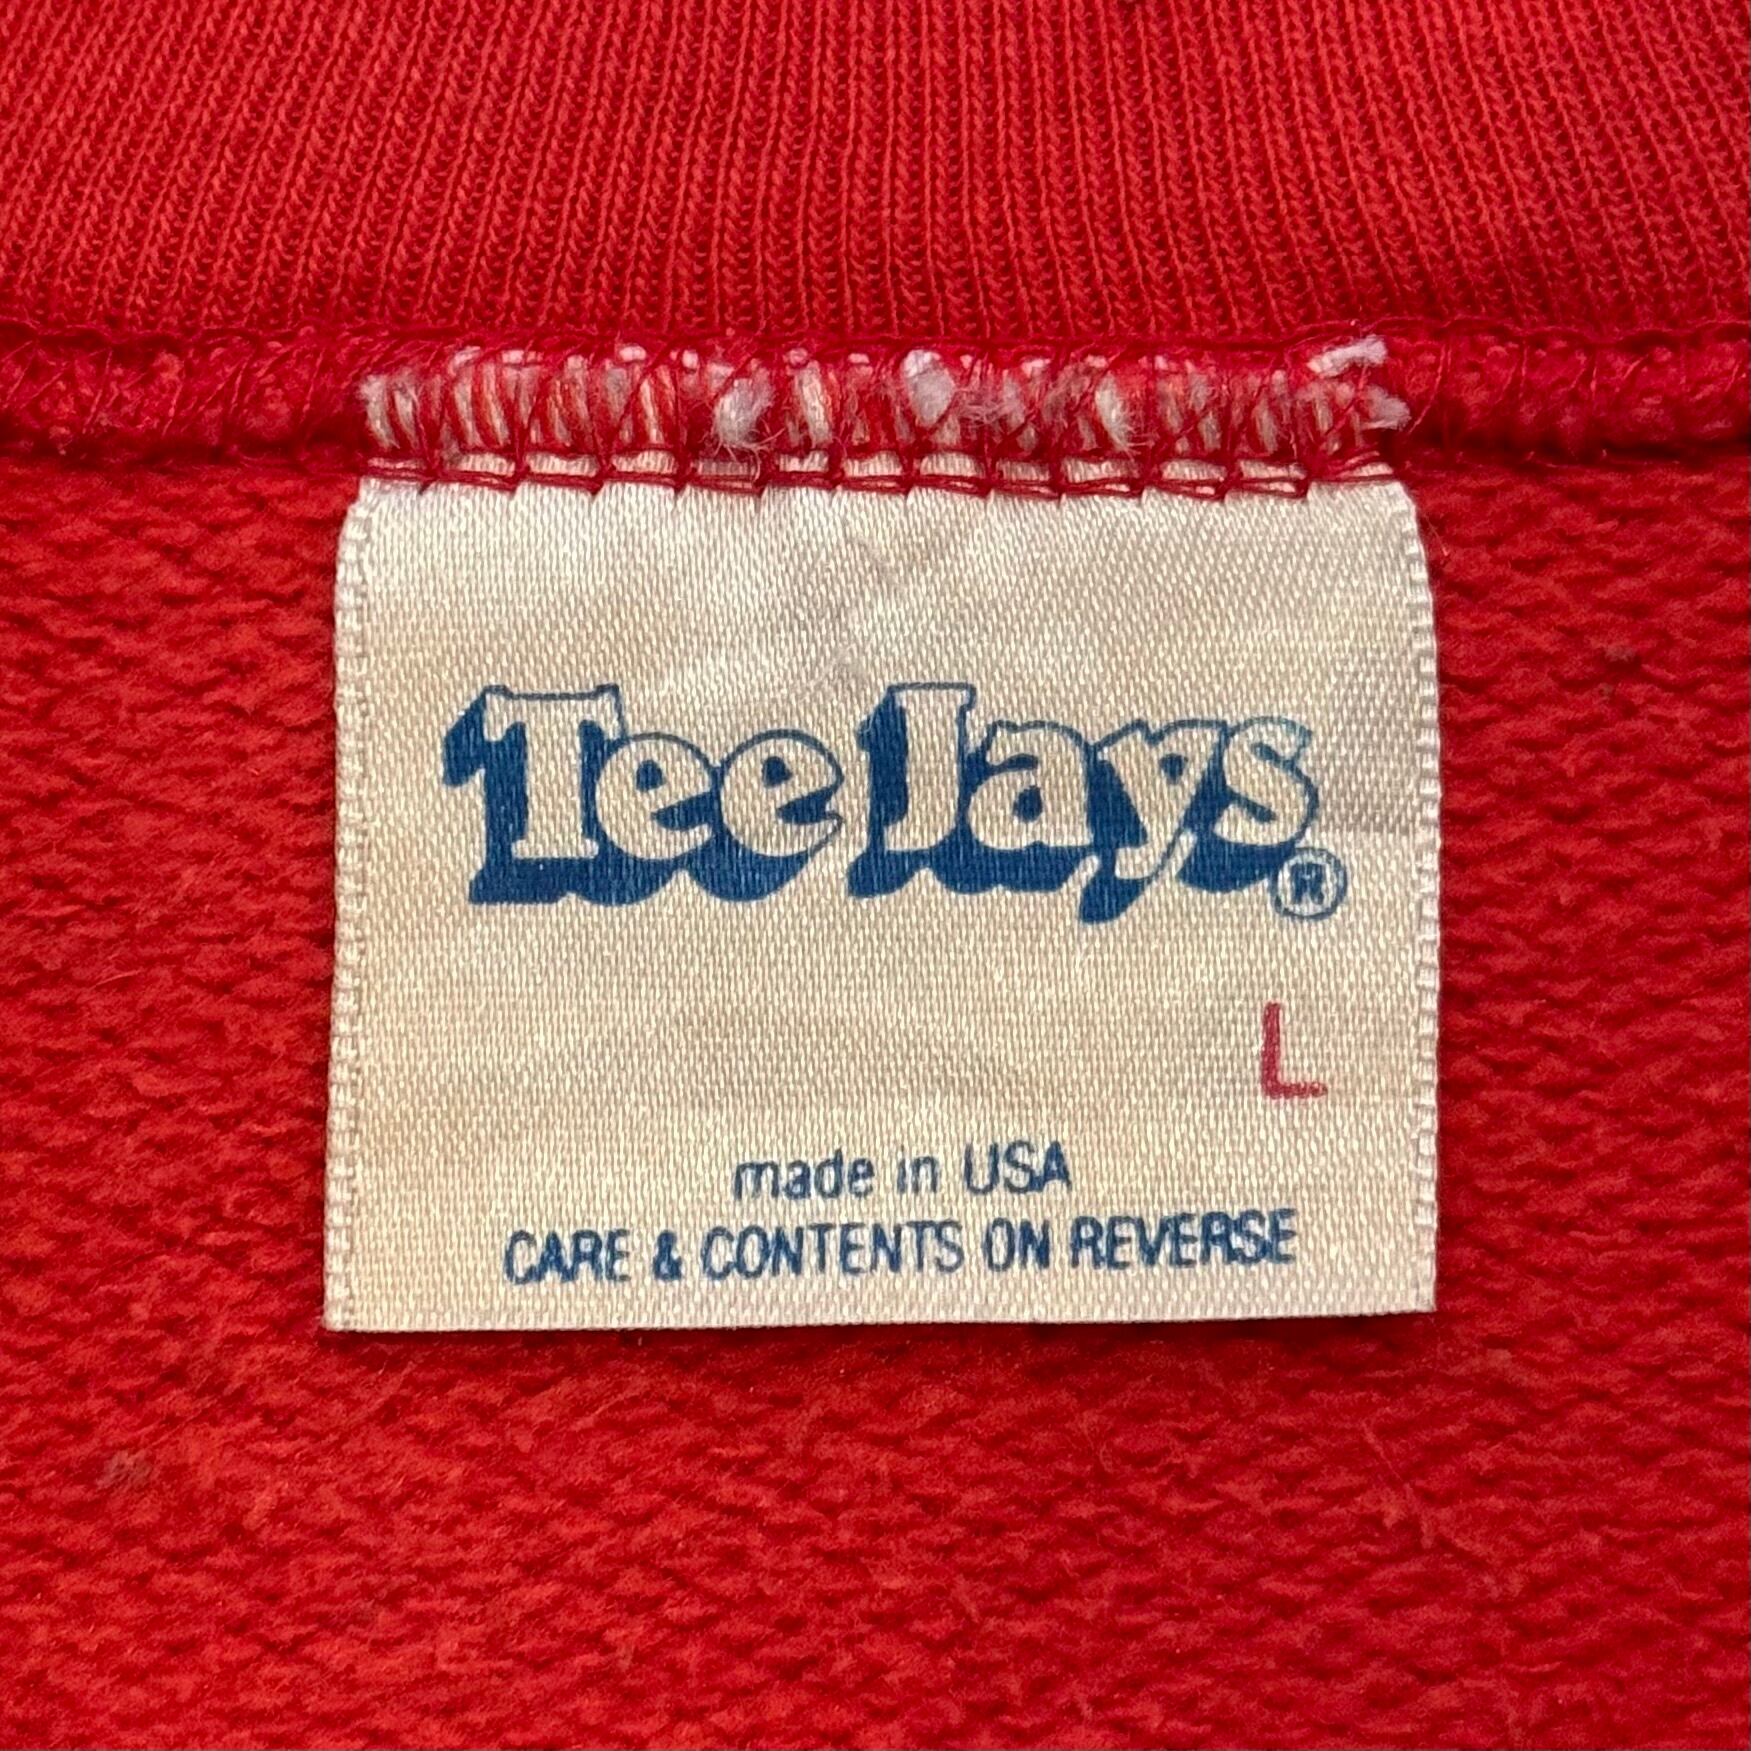 Tee Jays ®
L
made in USA
CARE & CONTENTS ON REVERSE